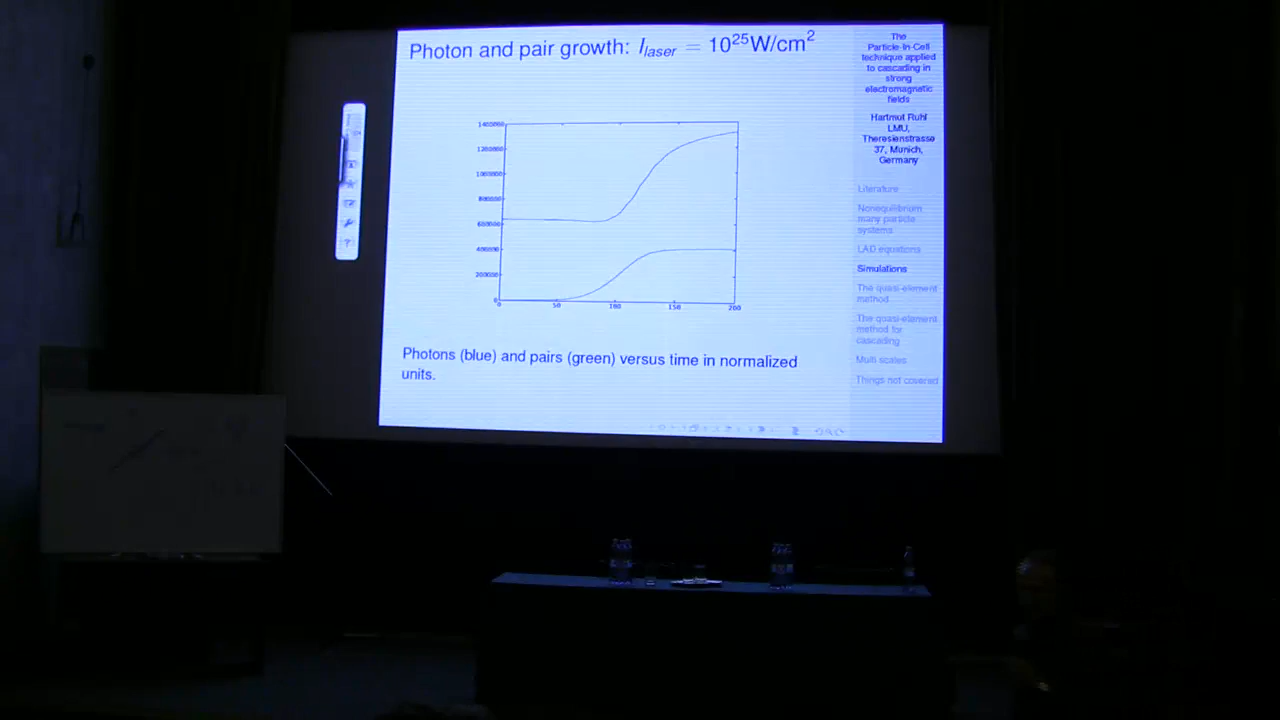 Photon and pair growth: I_laser = 10^25 W/cm^2
1400000
1200000
1000000
800000
600000
400000
200000
0
0 50 100 150 200
Photons (blue) and pairs (green) versus time in normalized
units.
The
Particle-In-Cell
technique applied
to cascading in
strong
electromagnetic
fields
Hartmut Ruhl
LMU,
Theresienstrasse
37, Munich,
Germany
Literature
Nonequilibrium
many particle
systems
LAD equations
Simulations
The quasi-element
method
The quasi-element
method for
cascading
Multi scales
Things not covered
?